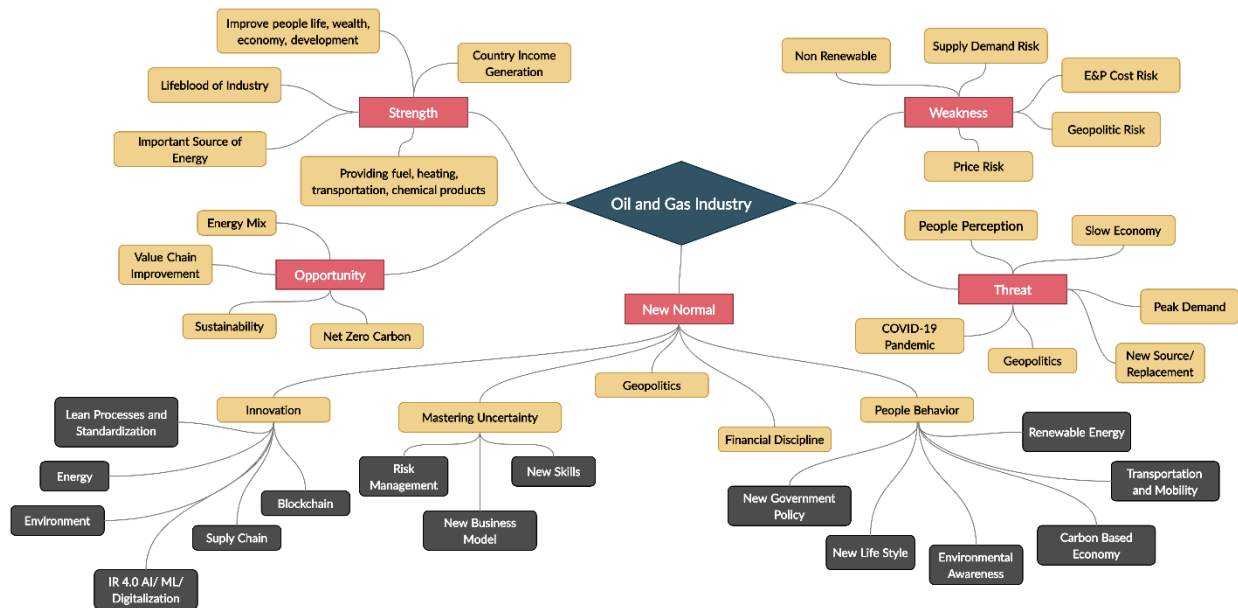 Improve people life, wealth,
economy, development
Country Income
Generation
Lifeblood of Industry
Strength
Important Source of
Energy
Providing fuel, heating,
transportation, chemical products
Non Renewable
Supply Demand Risk
E&P Cost Risk
Weakness
Geopolitic Risk
Price Risk
Oil and Gas Industry
Energy Mix
Value Chain
Improvement
Opportunity
Sustainability
Net Zero Carbon
People Perception
Slow Economy
Threat
Peak Demand
COVID-19
Pandemic
Geopolitics
New Source/
Replacement
New Normal
Innovation
Lean Processes and
Standardization
Energy
Environment
IR 4.0 AI/ ML/
Digitalization
Suply Chain
Blockchain
Mastering Uncertainty
Risk
Management
New Business
Model
New Skills
Geopolitics
Financial Discipline
People Behavior
New Government
Policy
New Life Style
Environmental
Awareness
Carbon Based
Economy
Transportation
and Mobility
Renewable Energy